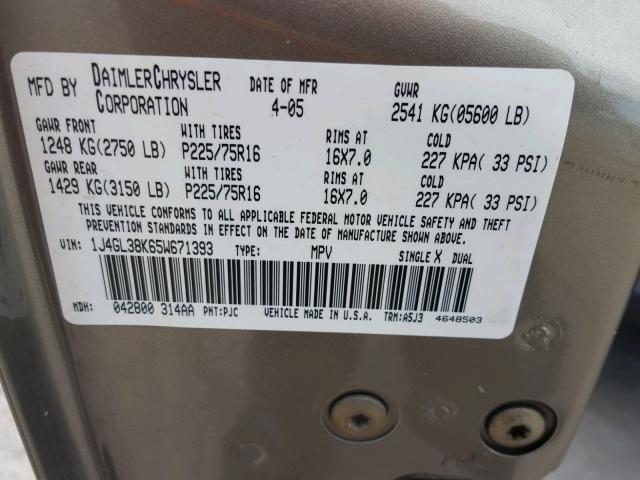 MFD BY DAIMLERCHRYSLER CORPORATION DATE OF MFR 4-05 GVWR 2541 KG(05600 LB)
GAWR FRONT WITH TIRES RIMS AT COLD
1248 KG(2750 LB) P225/75R16 16X7.0 227 KPA( 33 PSI)
GAWR REAR WITH TIRES RIMS AT COLD
1429 KG(3150 LB) P225/75R16 16X7.0 227 KPA( 33 PSI)
THIS VEHICLE CONFORMS TO ALL APPLICABLE FEDERAL MOTOR VEHICLE SAFETY AND THEFT
PREVENTION STANDARDS IN EFFECT ON THE DATE OF MANUFACTURE SHOWN ABOVE.
VIN: 1J4GL38K65W671393 TYPE: MPV SINGLE X DUAL
MDH: 042800 314AA PNT:PJC VEHICLE MADE IN U.S.A. TRM:A5J3 4648503